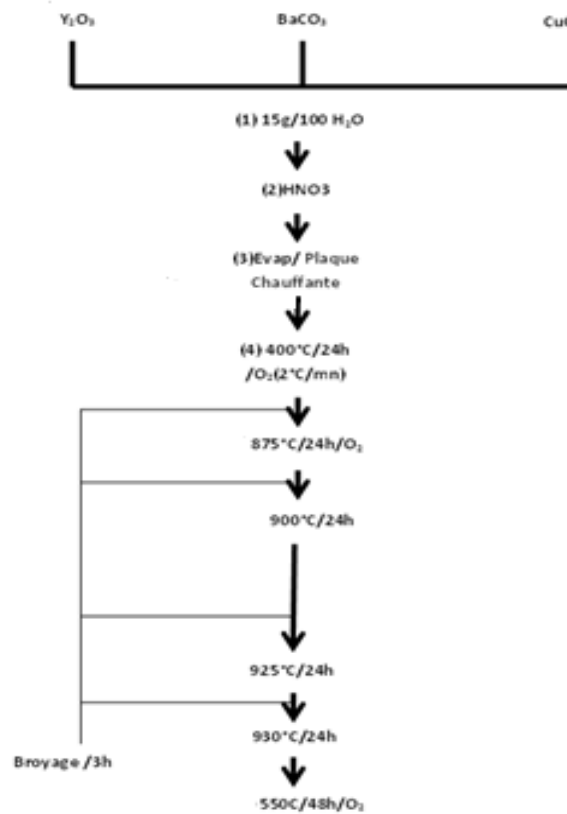 Y₂O₃ BaCO₃
(1) 15g/100 H₂O
(2)HNO3
(3)Evap/ Plaque
Chauffante
(4) 400°C/24h
/O₂(2°C/mn)
875°C/24h/O₂
900°C/24h
925°C/24h
930°C/24h
Broyage /3h
550C/48h/O₂